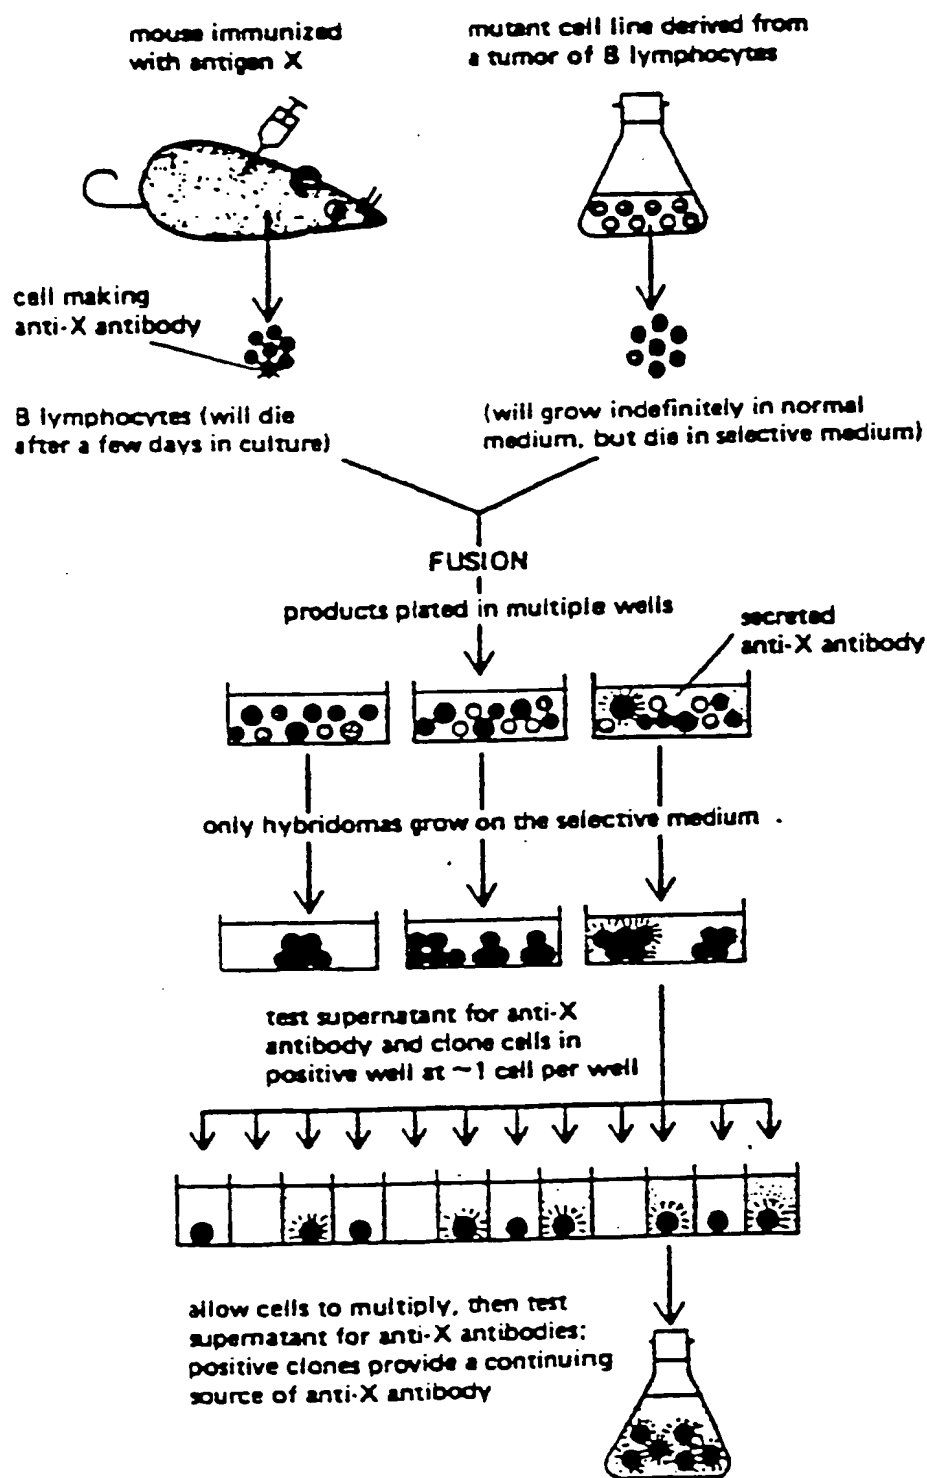 mouse immunized
with antigen X
mutant cell line derived from
a tumor of B lymphocytes
cell making
anti-X antibody
B lymphocytes (will die
after a few days in culture)
(will grow indefinitely in normal
medium, but die in selective medium)
FUSION
products plated in multiple wells
secreted
anti-X antibody
only hybridomas grow on the selective medium
test supernatant for anti-X
antibody and clone cells in
positive well at ~1 cell per well
allow cells to multiply, then test
supernatant for anti-X antibodies;
positive clones provide a continuing
source of anti-X antibody